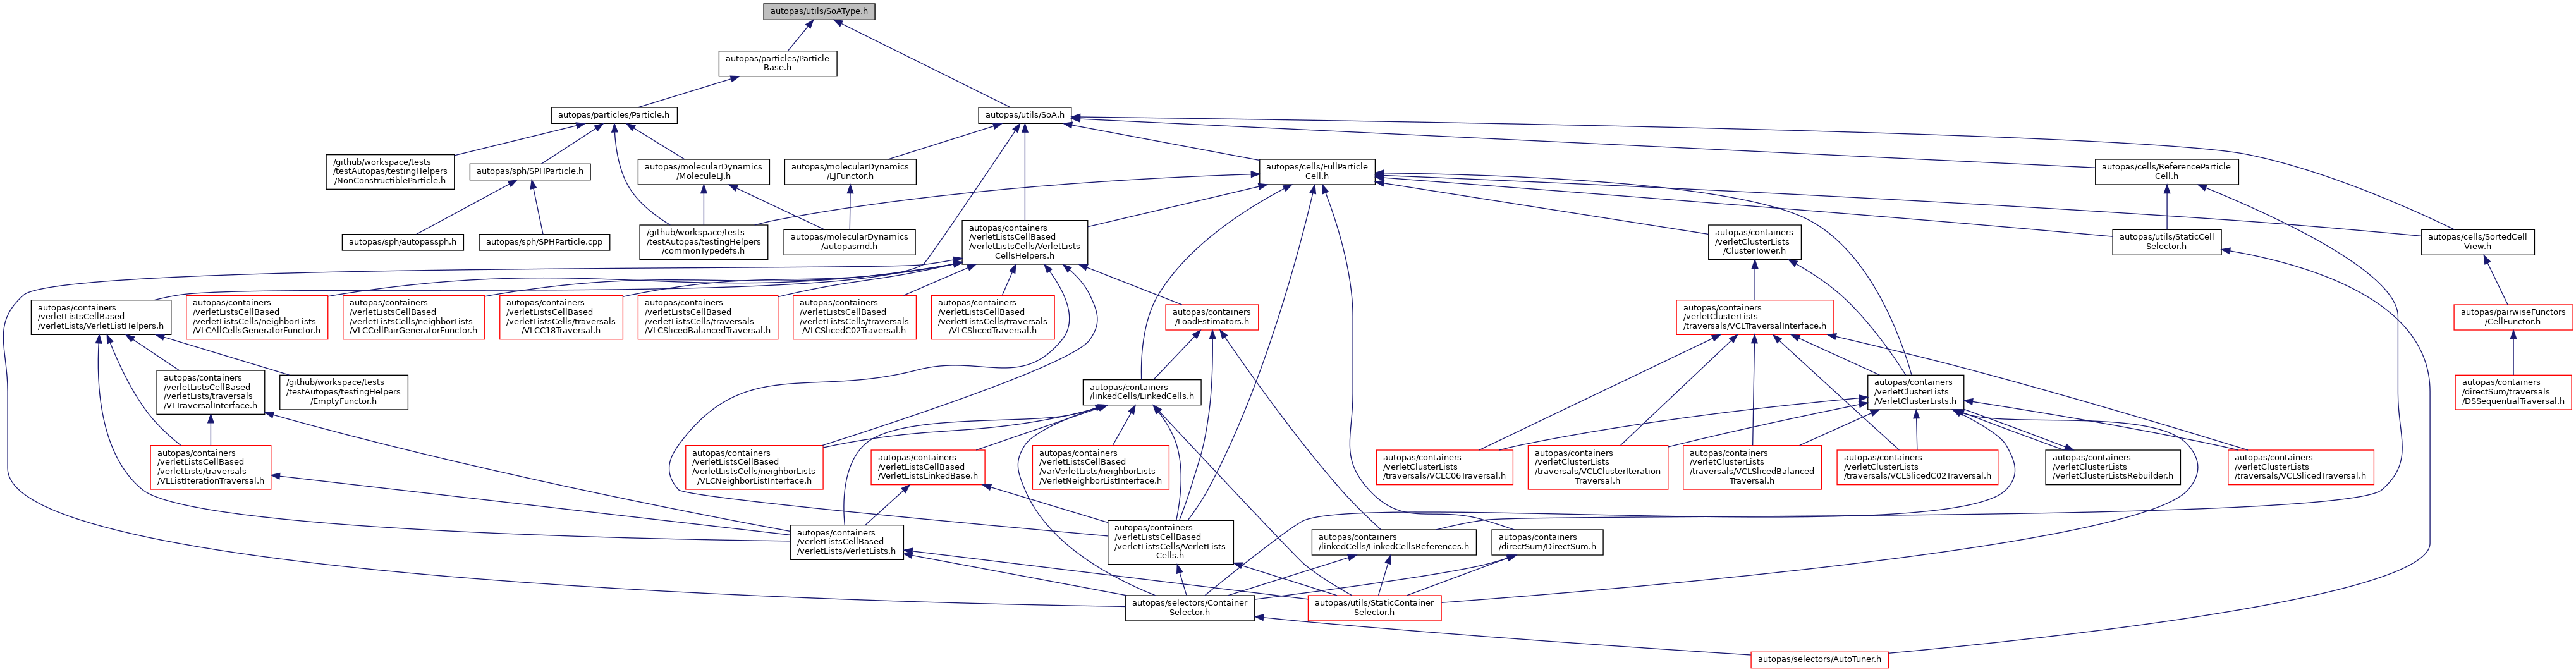 autopas/utils/SoAType.h
autopas/particles/Particle
Base.h
autopas/particles/Particle.h
autopas/utils/SoA.h
/github/workspace/tests
/testAutopas/testingHelpers
/NonConstructibleParticle.h
autopas/sph/SPHParticle.h
autopas/molecularDynamics
/MoleculeLJ.h
autopas/molecularDynamics
/LJFunctor.h
autopas/cells/FullParticle
Cell.h
autopas/cells/ReferenceParticle
Cell.h
autopas/sph/autopassph.h
autopas/sph/SPHParticle.cpp
/github/workspace/tests
/testAutopas/testingHelpers
/commonTypedefs.h
autopas/molecularDynamics
/autopasmd.h
autopas/containers
/verletListsCellBased
/verletListsCells/VerletLists
CellsHelpers.h
autopas/containers
/verletClusterLists
/ClusterTower.h
autopas/utils/StaticCell
Selector.h
autopas/cells/SortedCell
View.h
autopas/containers
/verletListsCellBased
/verletLists/VerletListHelpers.h
autopas/containers
/verletListsCellBased
/verletListsCells/neighborLists
/VLCAllCellsGeneratorFunctor.h
autopas/containers
/verletListsCellBased
/verletListsCells/neighborLists
/VLCCellPairGeneratorFunctor.h
autopas/containers
/verletListsCellBased
/verletListsCells/traversals
/VLCC18Traversal.h
autopas/containers
/verletListsCellBased
/verletListsCells/traversals
/VLCSlicedBalancedTraversal.h
autopas/containers
/verletListsCellBased
/verletListsCells/traversals
/VLCSlicedC02Traversal.h
autopas/containers
/verletListsCellBased
/verletListsCells/traversals
/VLCSlicedTraversal.h
autopas/containers
/LoadEstimators.h
autopas/containers
/verletClusterLists
/traversals/VCLTraversalInterface.h
autopas/pairwiseFunctors
/CellFunctor.h
autopas/containers
/verletListsCellBased
/verletLists/traversals
/VLTraversalInterface.h
/github/workspace/tests
/testAutopas/testingHelpers
/EmptyFunctor.h
autopas/containers
/linkedCells/LinkedCells.h
autopas/containers
/verletClusterLists
/VerletClusterLists.h
autopas/containers
/directSum/traversals
/DSSequentialTraversal.h
autopas/containers
/verletListsCellBased
/verletLists/traversals
/VLListIterationTraversal.h
autopas/containers
/verletListsCellBased
/verletListsCells/neighborLists
/VLCNeighborListInterface.h
autopas/containers
/verletListsCellBased
/VerletListsLinkedBase.h
autopas/containers
/verletListsCellBased
/varVerletLists/neighborLists
/VerletNeighborListInterface.h
autopas/containers
/verletClusterLists
/traversals/VCLC06Traversal.h
autopas/containers
/verletClusterLists
/traversals/VCLClusterIteration
Traversal.h
autopas/containers
/verletClusterLists
/traversals/VCLSlicedBalanced
Traversal.h
autopas/containers
/verletClusterLists
/traversals/VCLSlicedC02Traversal.h
autopas/containers
/verletClusterLists
/VerletClusterListsRebuilder.h
autopas/containers
/verletClusterLists
/traversals/VCLSlicedTraversal.h
autopas/containers
/verletListsCellBased
/verletLists/VerletLists.h
autopas/containers
/verletListsCellBased
/verletListsCells/VerletLists
Cells.h
autopas/containers
/linkedCells/LinkedCellsReferences.h
autopas/containers
/directSum/DirectSum.h
autopas/selectors/Container
Selector.h
autopas/utils/StaticContainer
Selector.h
autopas/selectors/AutoTuner.h